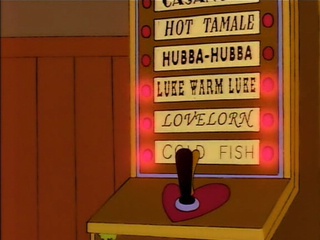 HOT TAMALE
HUBBA-HUBBA
LUKE WARM LUKE
LOVELORN
COLD FISH